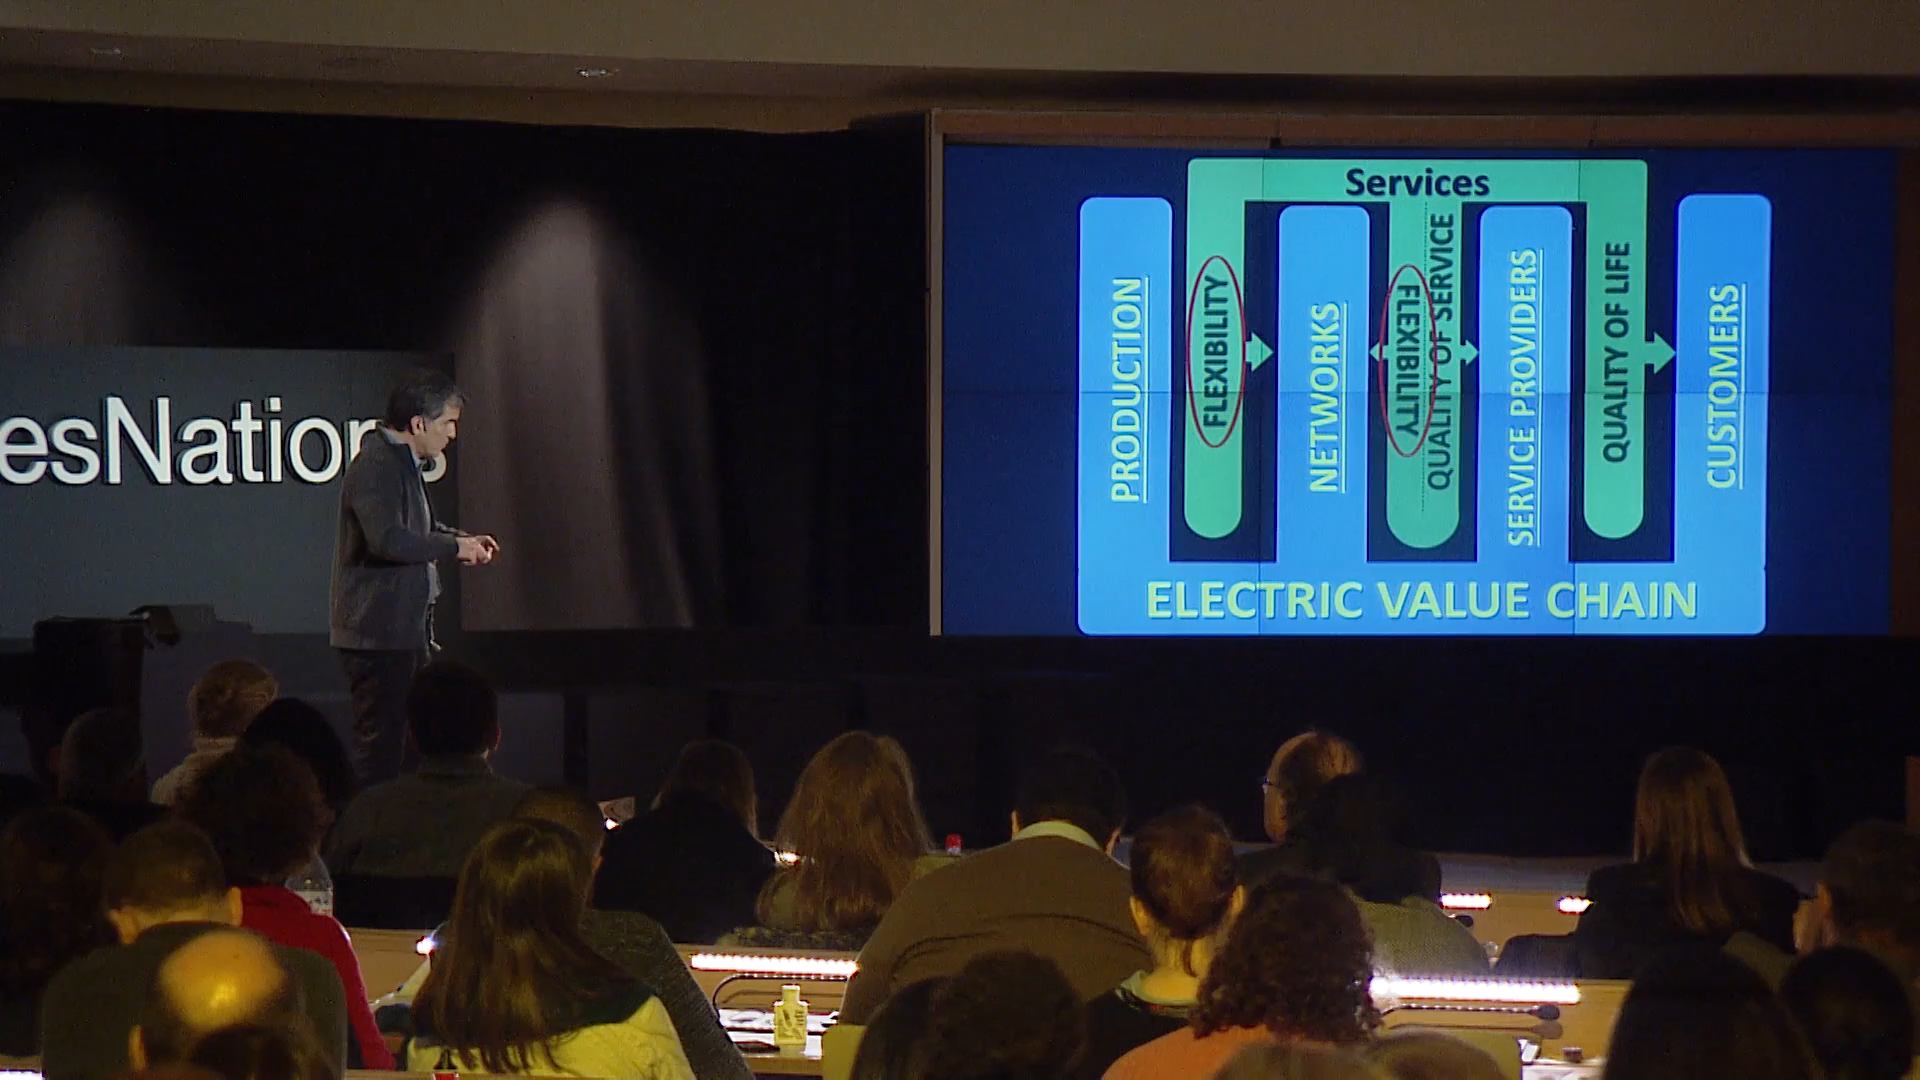 esNations
Services
PRODUCTION
FLEXIBILITY
NETWORKS
FLEXIBILITY
QUALITY OF SERVICE
SERVICE PROVIDERS
QUALITY OF LIFE
CUSTOMERS
ELECTRIC VALUE CHAIN